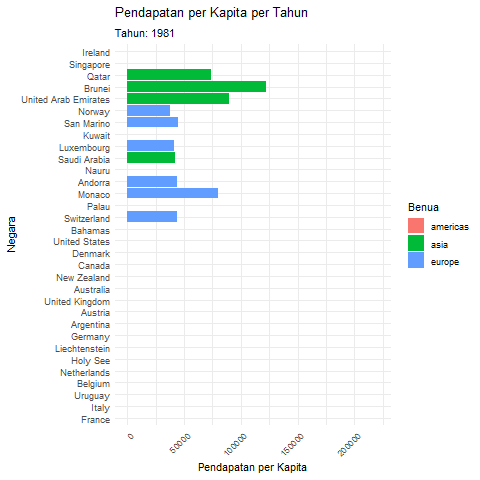 Pendapatan per Kapita per Tahun
Tahun: 1981
Negara
Ireland
Singapore
Qatar
Brunei
United Arab Emirates
Norway
San Marino
Kuwait
Luxembourg
Saudi Arabia
Nauru
Andorra
Monaco
Palau
Switzerland
Bahamas
United States
Denmark
Canada
New Zealand
Australia
United Kingdom
Austria
Argentina
Germany
Liechtenstein
Holy See
Netherlands
Belgium
Uruguay
Italy
France
0
50000
100000
150000
200000
Pendapatan per Kapita
Benua
americas
asia
europe